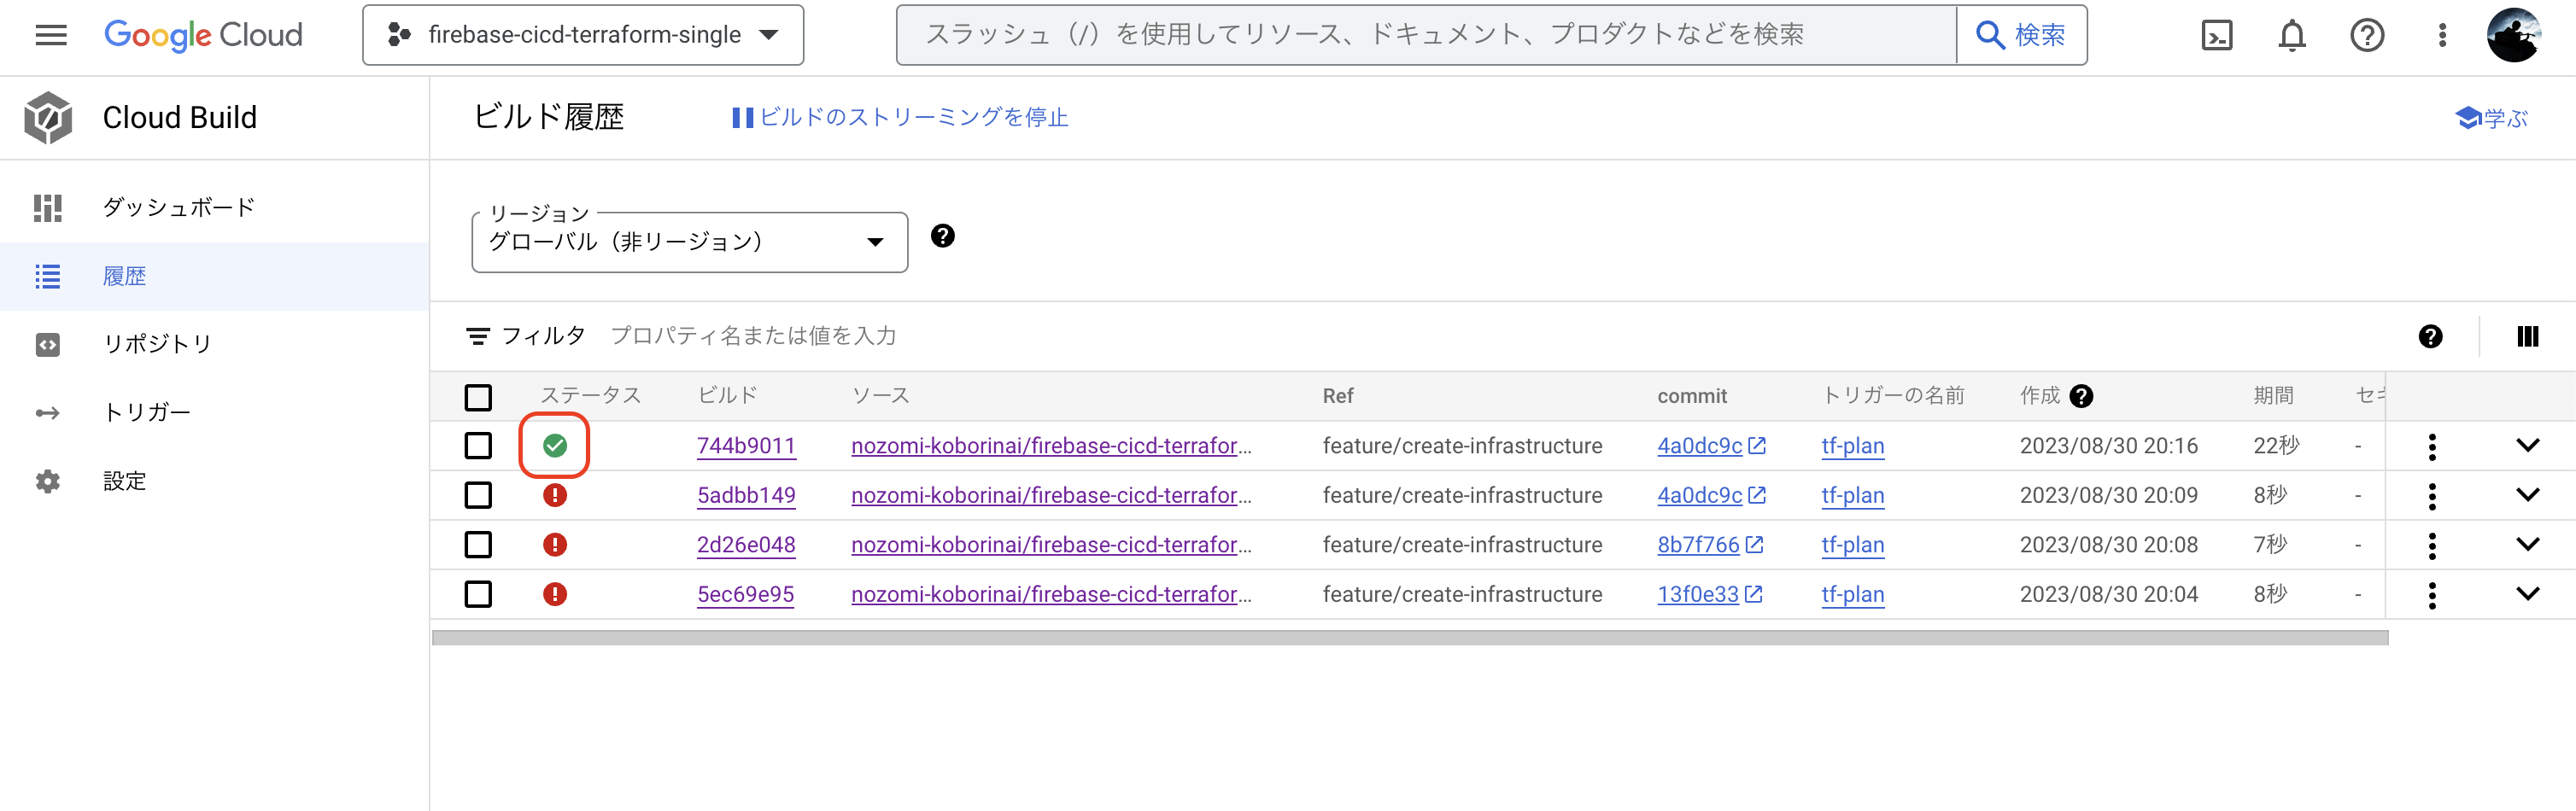 Google Cloud firebase-cicd-terraform-single スラッシュ（/）を使用してリソース、ドキュメント、プロダクトなどを検索 検索
Cloud Build
ビルド履歴 ビルドのストリーミングを停止 学ぶ
ダッシュボード
履歴
リポジトリ
トリガー
設定
リージョン
グローバル（非リージョン）
フィルタ プロパティ名または値を入力
ステータス ビルド ソース Ref commit トリガーの名前 作成 期間 セキ
744b9011 nozomi-koborinai/firebase-cicd-terrafor... feature/create-infrastructure 4a0dc9c tf-plan 2023/08/30 20:16 22秒 -
5adbb149 nozomi-koborinai/firebase-cicd-terrafor... feature/create-infrastructure 4a0dc9c tf-plan 2023/08/30 20:09 8秒 -
2d26e048 nozomi-koborinai/firebase-cicd-terrafor... feature/create-infrastructure 8b7f766 tf-plan 2023/08/30 20:08 7秒 -
5ec69e95 nozomi-koborinai/firebase-cicd-terrafor... feature/create-infrastructure 13f0e33 tf-plan 2023/08/30 20:04 8秒 -